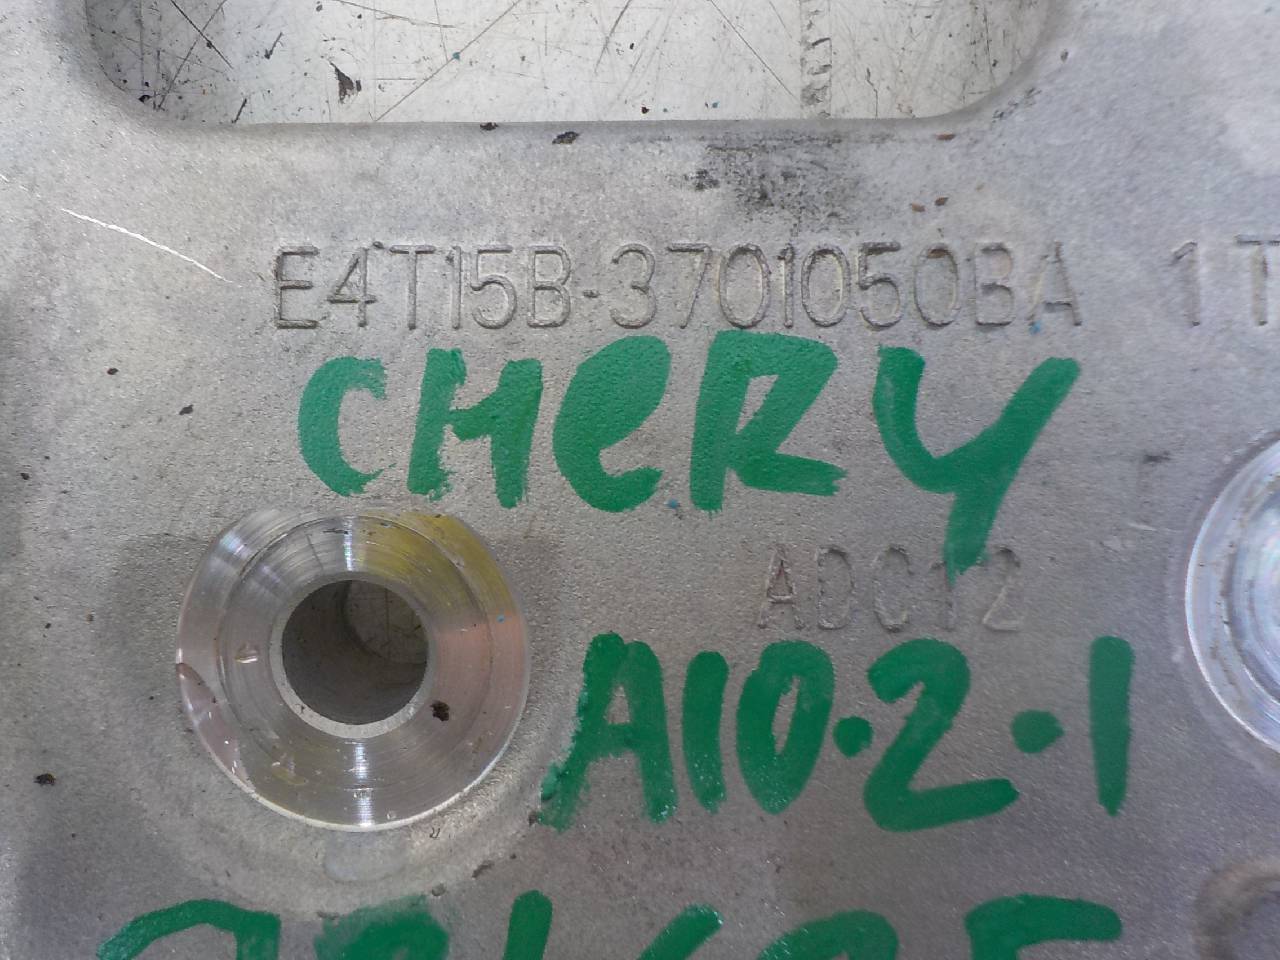 E4T15B-3701050BA 1T
CHERY
ADC12
A10.2.1